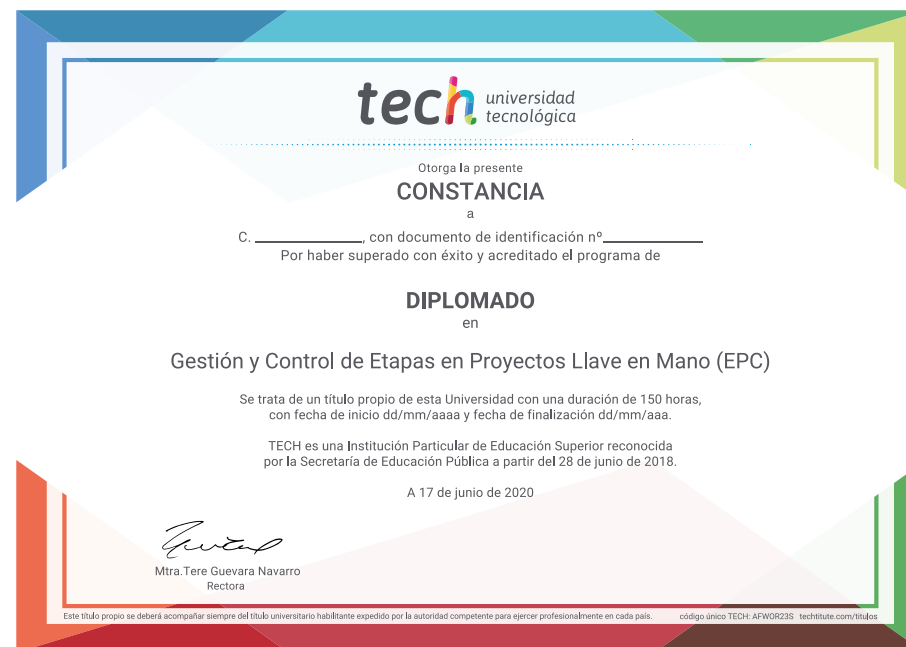 tech universidad
tecnológica
Otorga la presente
CONSTANCIA
a
C. ____________, con documento de identificación nº___________
Por haber superado con éxito y acreditado el programa de
DIPLOMADO
en
Gestión y Control de Etapas en Proyectos Llave en Mano (EPC)
Se trata de un título propio de esta Universidad con una duración de 150 horas,
con fecha de inicio dd/mm/aaaa y fecha de finalización dd/mm/aaa.
TECH es una Institución Particular de Educación Superior reconocida
por la Secretaría de Educación Pública a partir del 28 de junio de 2018.
A 17 de junio de 2020
Mtra.Tere Guevara Navarro
Rectora
Este título propio se deberá acompañar siempre del título universitario habilitante expedido por la autoridad competente para ejercer profesionalmente en cada país. código único TECH: AFWOR23S techtitute.com/titulos